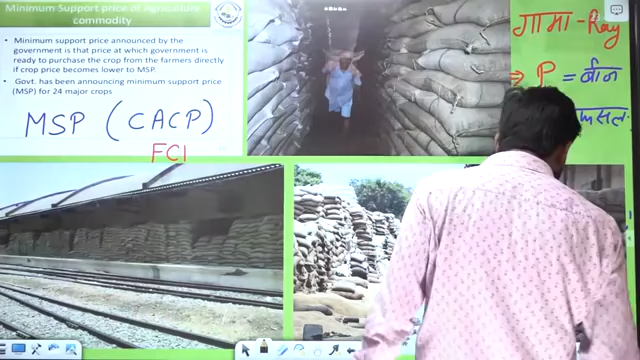 Minimum Support price of Agriculture
commodity
• Minimum support price announced by the
government is that price at which government is
ready to purchase the crop from the farmers directly
if crop price becomes lower to MSP.
• Govt. has been announcing minimum support price
(MSP) for 24 major crops
MSP (CACP)
FCI
गामा - Ray
⇒ P = बीज